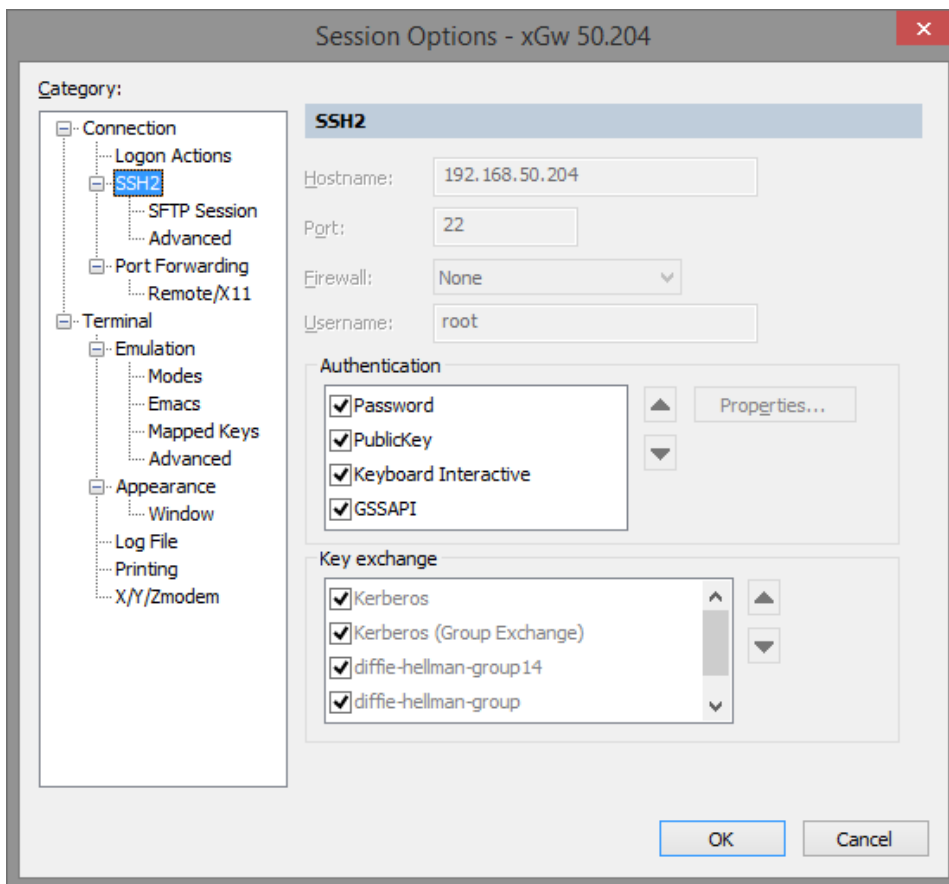 Session Options - xGw 50.204
Category:
Connection
Logon Actions
SSH2
SFTP Session
Advanced
Port Forwarding
Remote/X11
Terminal
Emulation
Modes
Emacs
Mapped Keys
Advanced
Appearance
Window
Log File
Printing
X/Y/Zmodem
SSH2
Hostname: 192.168.50.204
Port: 22
Firewall: None
Username: root
Authentication
Password
PublicKey
Keyboard Interactive
GSSAPI
Properties...
Key exchange
Kerberos
Kerberos (Group Exchange)
diffie-hellman-group14
diffie-hellman-group
OK Cancel